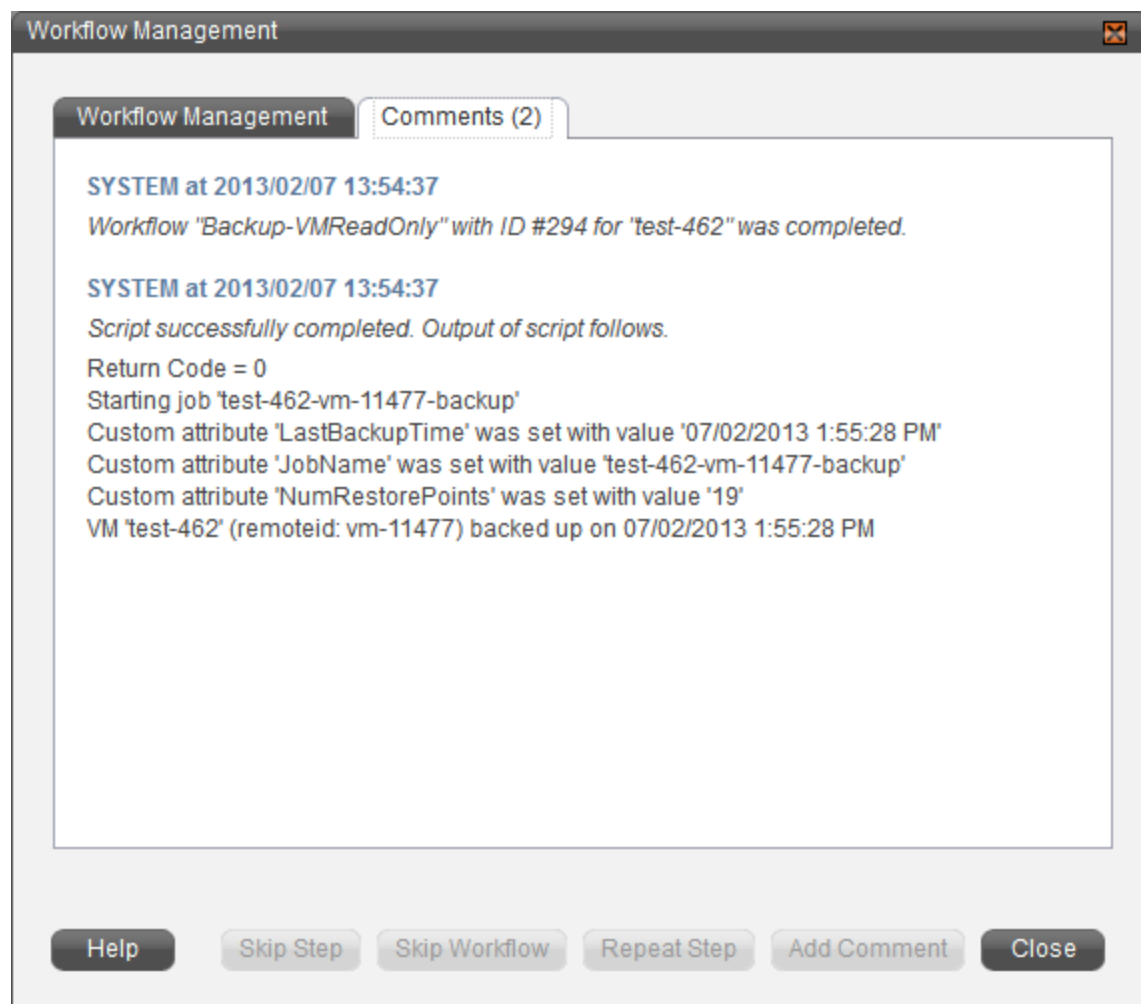 Workflow Management
Workflow Management
Comments (2)
SYSTEM at 2013/02/07 13:54:37
Workflow "Backup-VMReadOnly" with ID #294 for "test-462" was completed.
SYSTEM at 2013/02/07 13:54:37
Script successfully completed. Output of script follows.
Return Code = 0
Starting job 'test-462-vm-11477-backup'
Custom attribute 'LastBackupTime' was set with value '07/02/2013 1:55:28 PM'
Custom attribute 'JobName' was set with value 'test-462-vm-11477-backup'
Custom attribute 'NumRestorePoints' was set with value '19'
VM 'test-462' (remoteid: vm-11477) backed up on 07/02/2013 1:55:28 PM
Help
Skip Step
Skip Workflow
Repeat Step
Add Comment
Close